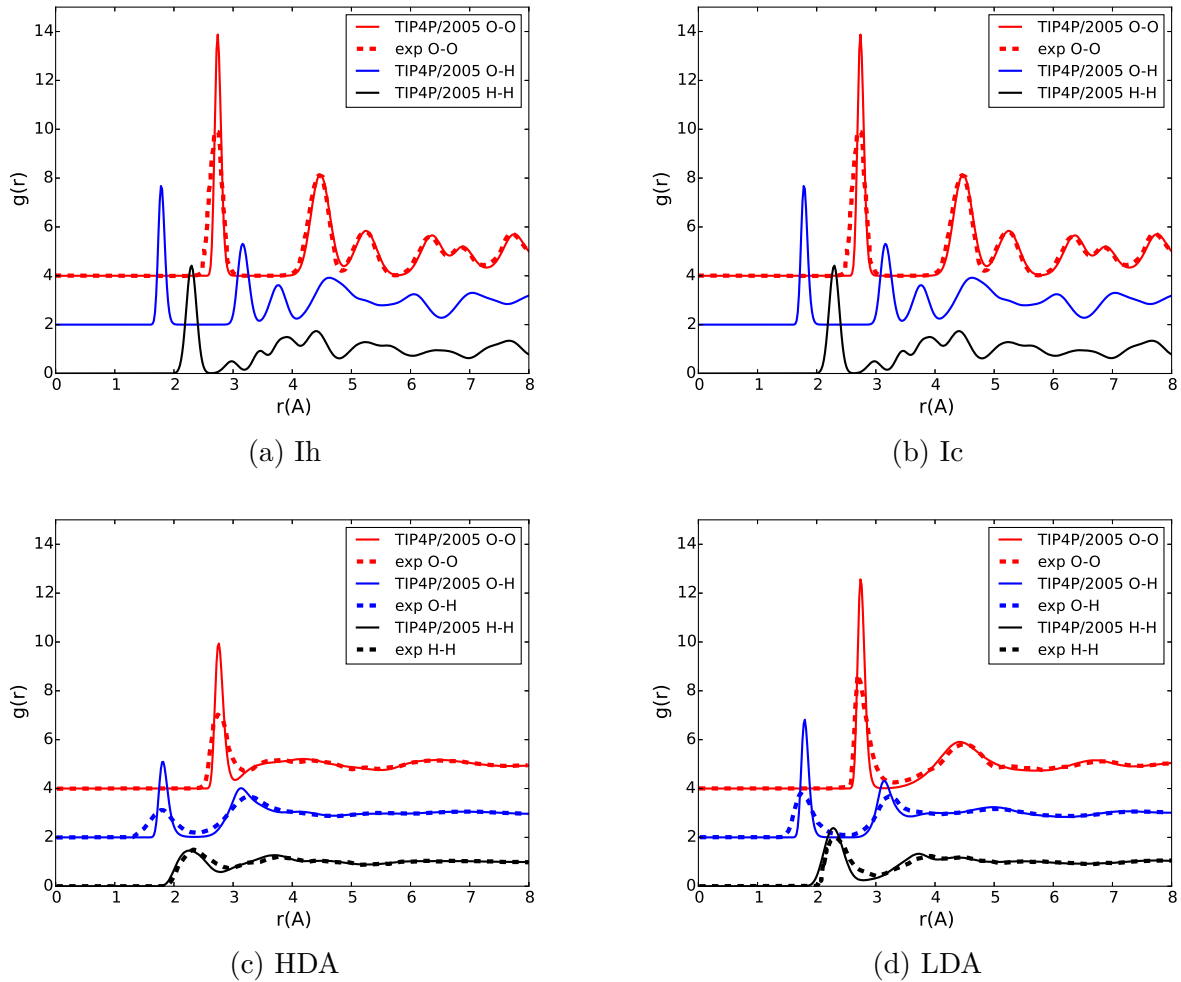 14
12
10
8
6
4
2
0
g(r)
TIP4P/2005 O-O
exp O-O
TIP4P/2005 O-H
TIP4P/2005 H-H
0 1 2 3 4 5 6 7 8
r(A)
(a) Ih
14
12
10
8
6
4
2
0
g(r)
TIP4P/2005 O-O
exp O-O
TIP4P/2005 O-H
TIP4P/2005 H-H
0 1 2 3 4 5 6 7 8
r(A)
(b) Ic
14
12
10
8
6
4
2
0
g(r)
TIP4P/2005 O-O
exp O-O
TIP4P/2005 O-H
exp O-H
TIP4P/2005 H-H
exp H-H
0 1 2 3 4 5 6 7 8
r(A)
(c) HDA
14
12
10
8
6
4
2
0
g(r)
TIP4P/2005 O-O
exp O-O
TIP4P/2005 O-H
exp O-H
TIP4P/2005 H-H
exp H-H
0 1 2 3 4 5 6 7 8
r(A)
(d) LDA